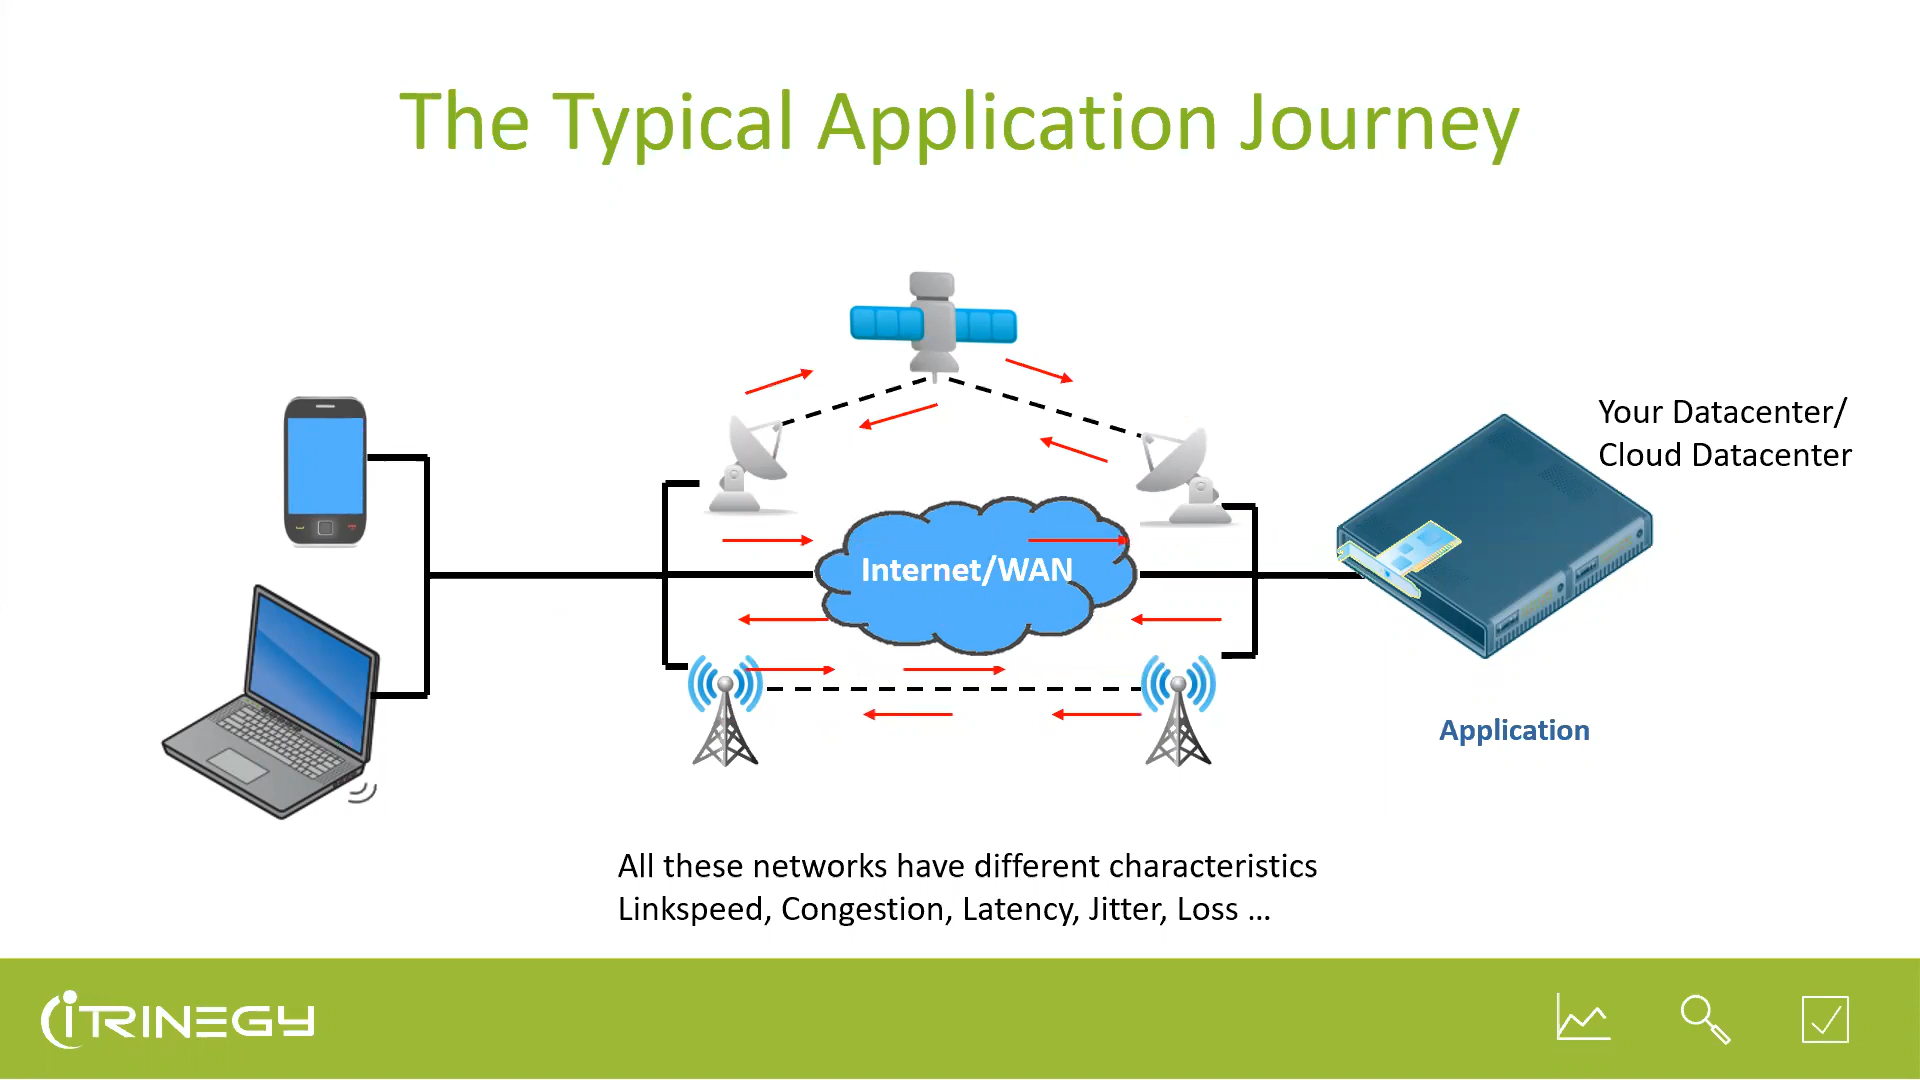 The Typical Application Journey
Your Datacenter/
Cloud Datacenter
Internet/WAN
Application
All these networks have different characteristics
Linkspeed, Congestion, Latency, Jitter, Loss ...
iTRINEGY